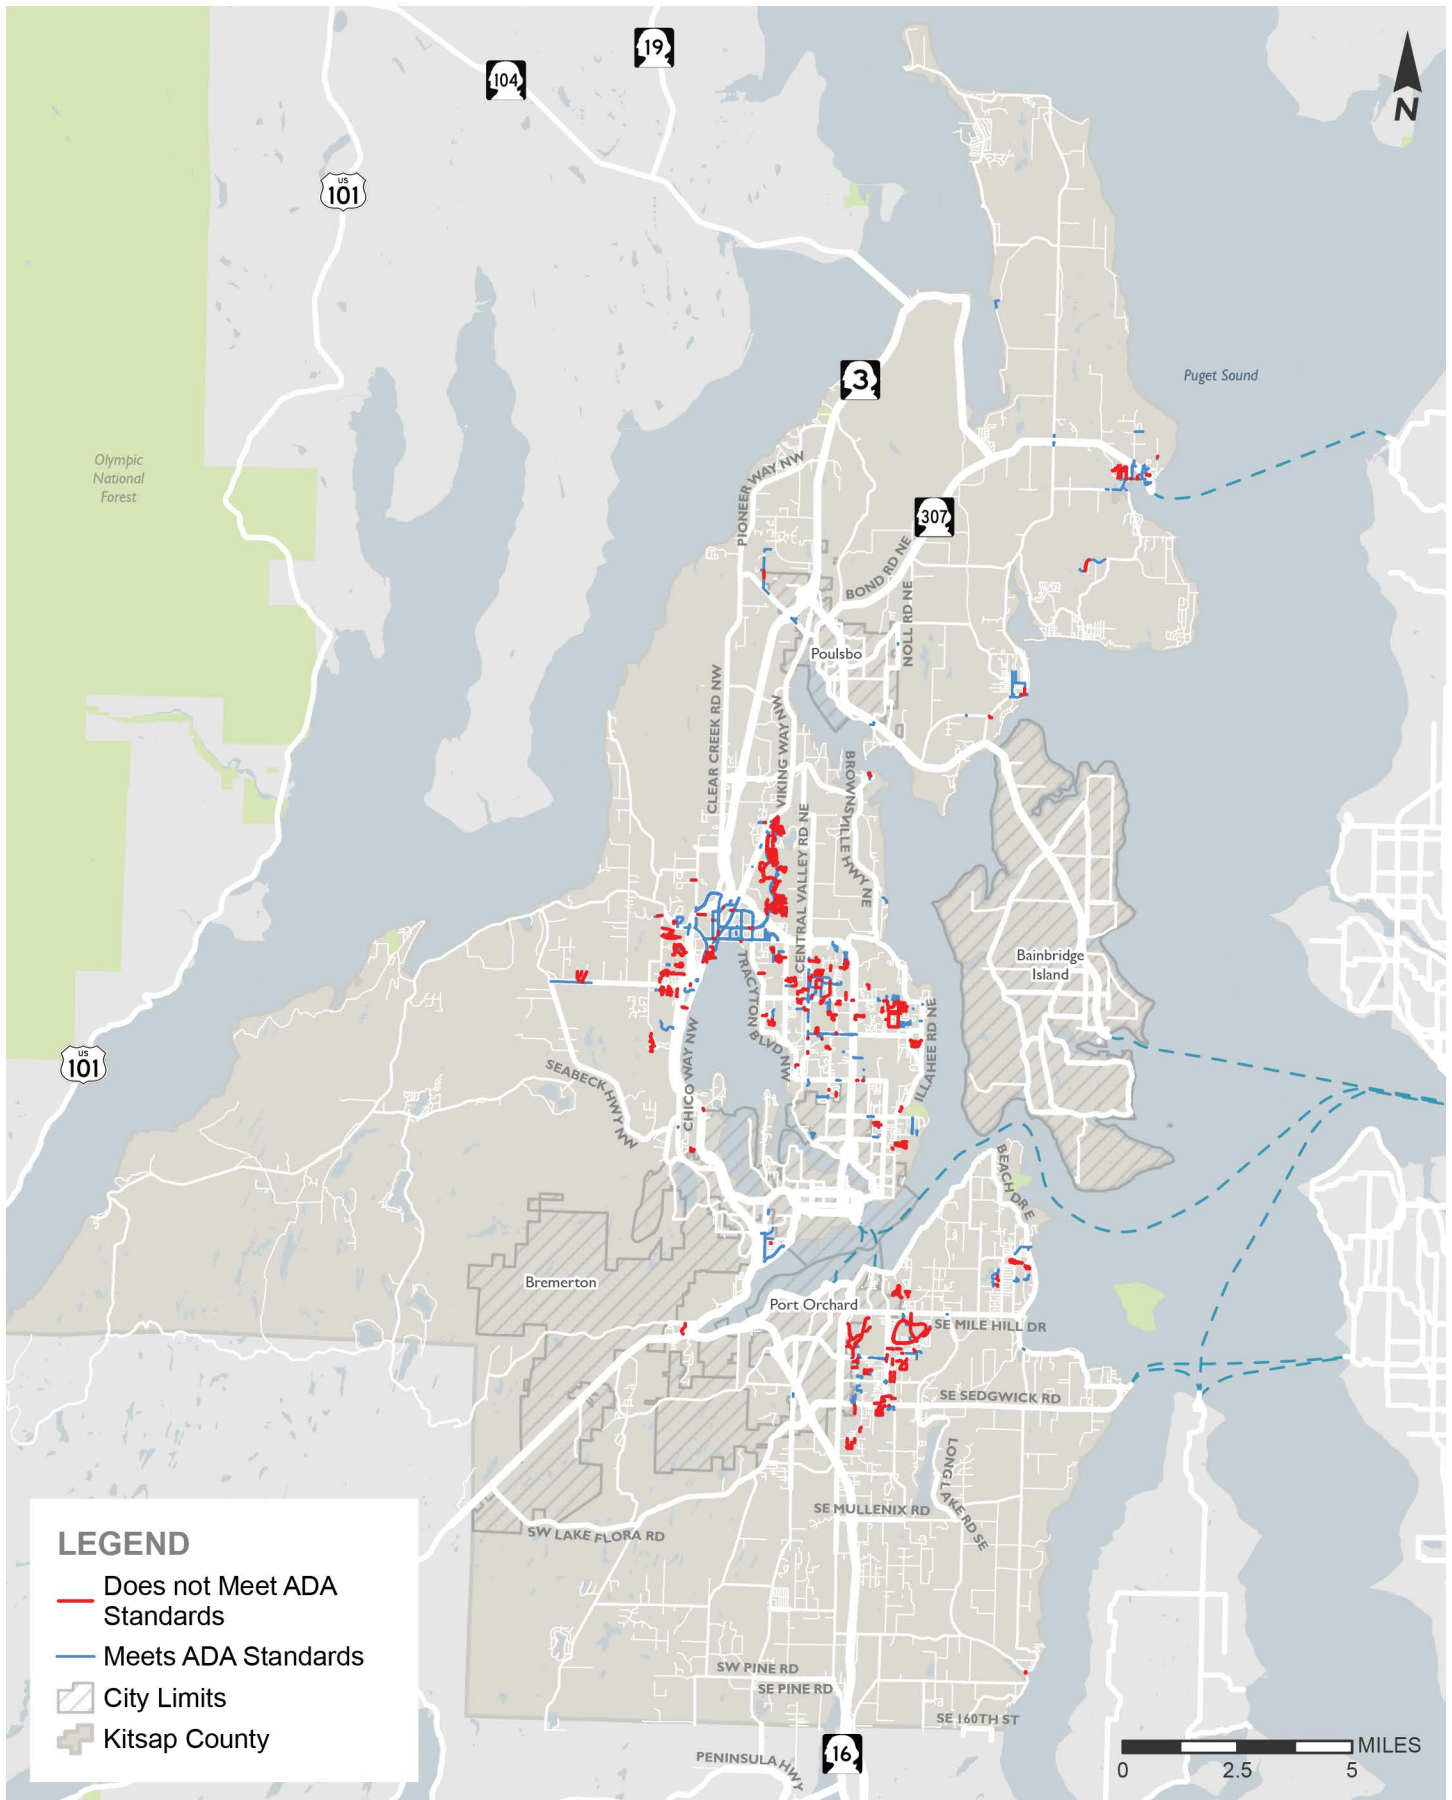 19
104
N
US
101
3
Puget Sound
Olympic
National
Forest
PIONEER WAY NW
307
BOND RD NE
NOLL RD NE
Poulsbo
CLEAR CREEK RD NW
VIKING WAY NW
BROWNSVILLE HWY NE
CENTRAL VALLEY RD NE
Bainbridge
Island
TRACYTON BLVD NW
ILLAHEE RD NE
CHICO WAY NW
US
101
SEABECK HWY NW
BEACH DR E
Bremerton
Port Orchard
SE MILE HILL DR
SE SEDGWICK RD
LONG LAKE RD SE
SE MULLENIX RD
SW LAKE FLORA RD
SW PINE RD
SE PINE RD
SE 160TH ST
PENINSULA HWY
16
LEGEND
Does not Meet ADA
Standards
Meets ADA Standards
City Limits
Kitsap County
MILES
0 2.5 5